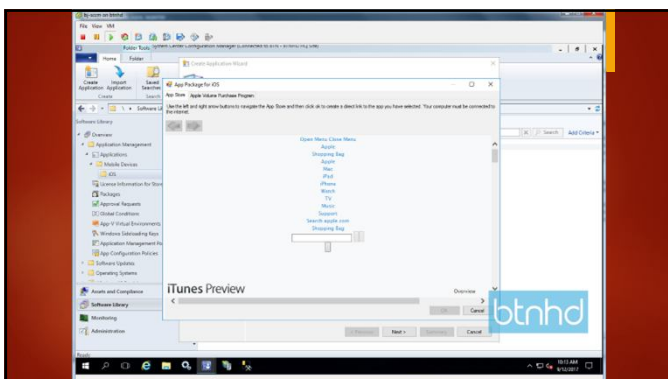 File View VM
Folder Tools System Center Configuration Manager (Connected to
Home Folder
Create Application Wizard
Create Application
Import Application
Saved Searches
Create
Search
App Package for iOS
App Store Apple Volume Purchase Program
Use the left and right arrow buttons to navigate the App Store and then click ok to create a direct link to the app you have selected. Your computer must be connected to the internet.
Software Library
Search Add Criteria
Overview
Application Management
Applications
Mobile Devices
iOS
License Information for Store
Packages
Approval Requests
Global Conditions
App-V Virtual Environments
Windows Sideloading Keys
Application Management
App Configuration Policies
Software Updates
Operating Systems
Open Menu Close Menu
Apple
Shopping Bag
Apple
Mac
iPad
iPhone
Watch
TV
Music
Support
Search apple.com
Shopping Bag
iTunes Preview
Overview
OK Cancel
Assets and Compliance
Software Library
Monitoring
Administration
< Previous Next > Summary Cancel
Ready
btnhd
10:13 AM
9/12/2017